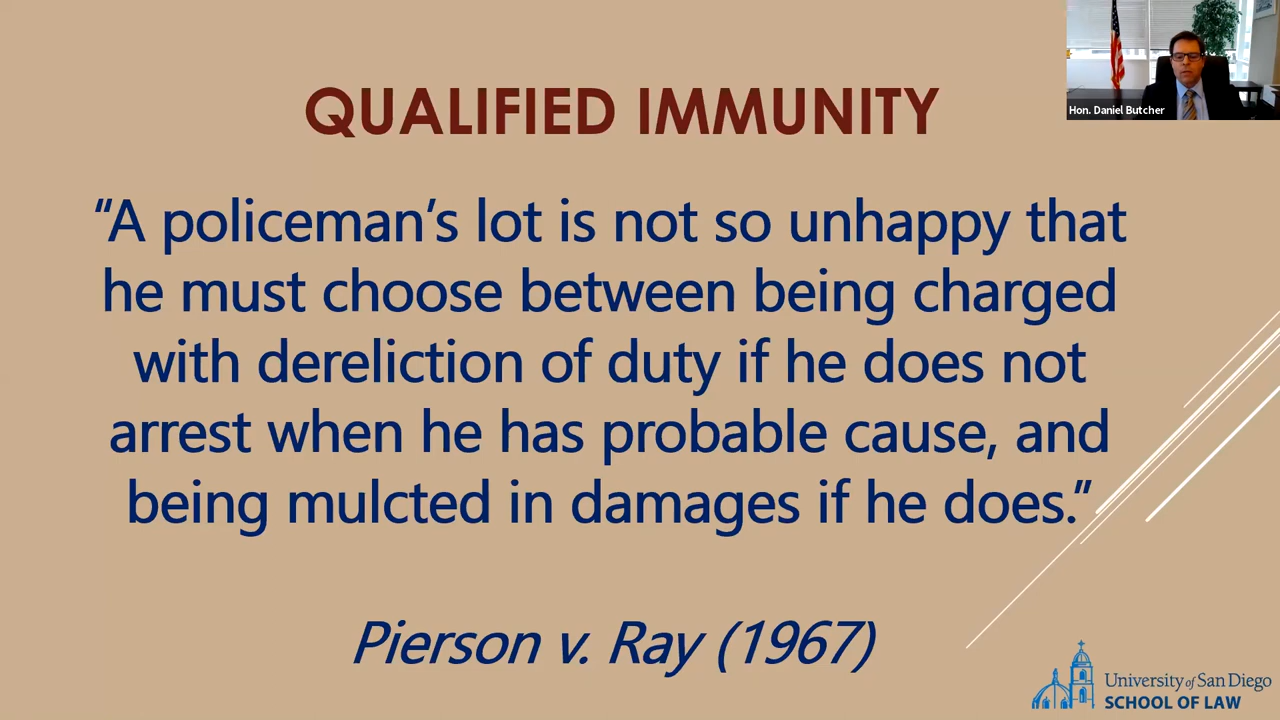 Hon. Daniel Butcher
QUALIFIED IMMUNITY
“A policeman’s lot is not so unhappy that
he must choose between being charged
with dereliction of duty if he does not
arrest when he has probable cause, and
being mulcted in damages if he does.”
Pierson v. Ray (1967)
University of San Diego
SCHOOL OF LAW